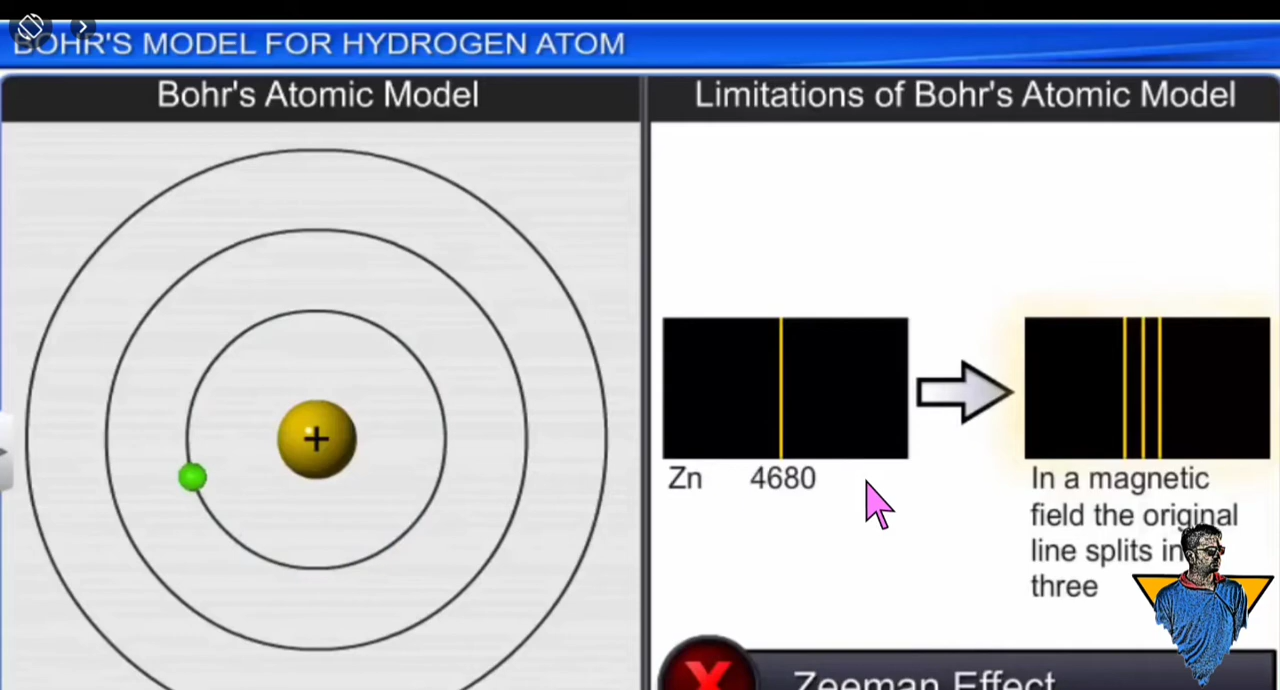 BOHR'S MODEL FOR HYDROGEN ATOM
Bohr's Atomic Model
Limitations of Bohr's Atomic Model
+
Zn 4680
In a magnetic
field the original
line splits in
three
X
Zeeman Effect